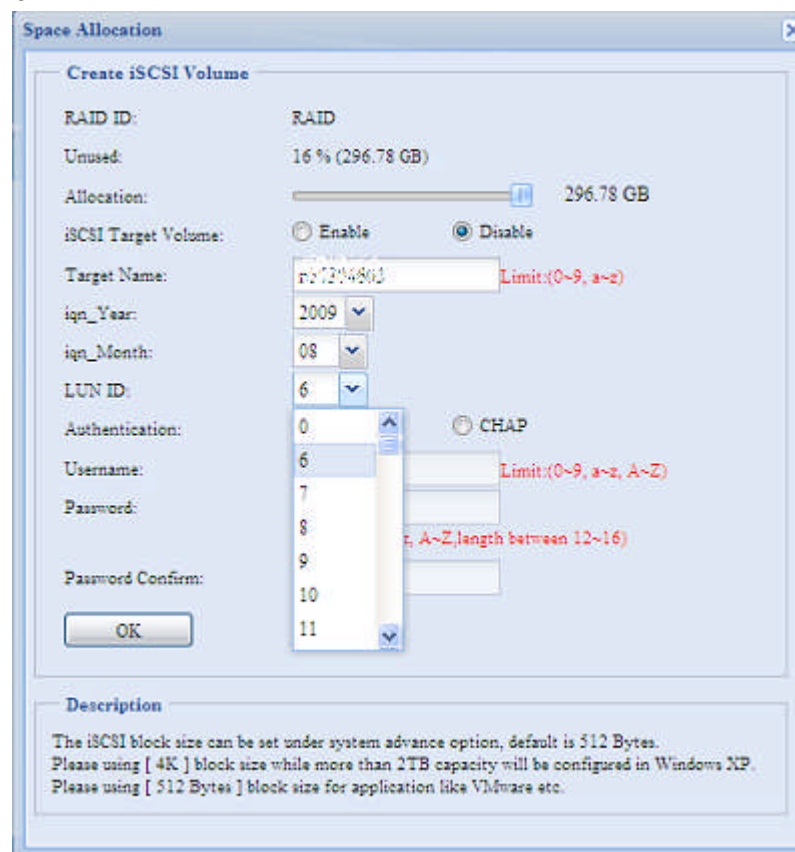 Space Allocation
Create iSCSI Volume
RAID ID: RAID
Unused: 16 % (296.78 GB)
Allocation: 296.78 GB
iSCSI Target Volume: Enable Disable
Target Name: Limit:(0~9, a~z)
iqn_Year: 2009
iqn_Month: 08
LUN ID: 6
0
Authentication: CHAP
6
Username: Limit:(0~9, a~z, A~Z)
7
Password:
8
z, A~Z,length between 12~16)
9
Password Confirm:
10
OK
11
Description
The iSCSI block size can be set under system advance option, default is 512 Bytes.
Please using [ 4K ] block size while more than 2TB capacity will be configured in Windows XP.
Please using [ 512 Bytes ] block size for application like VMware etc.